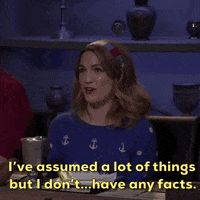 I've assumed a lot of things
but I don't...have any facts.